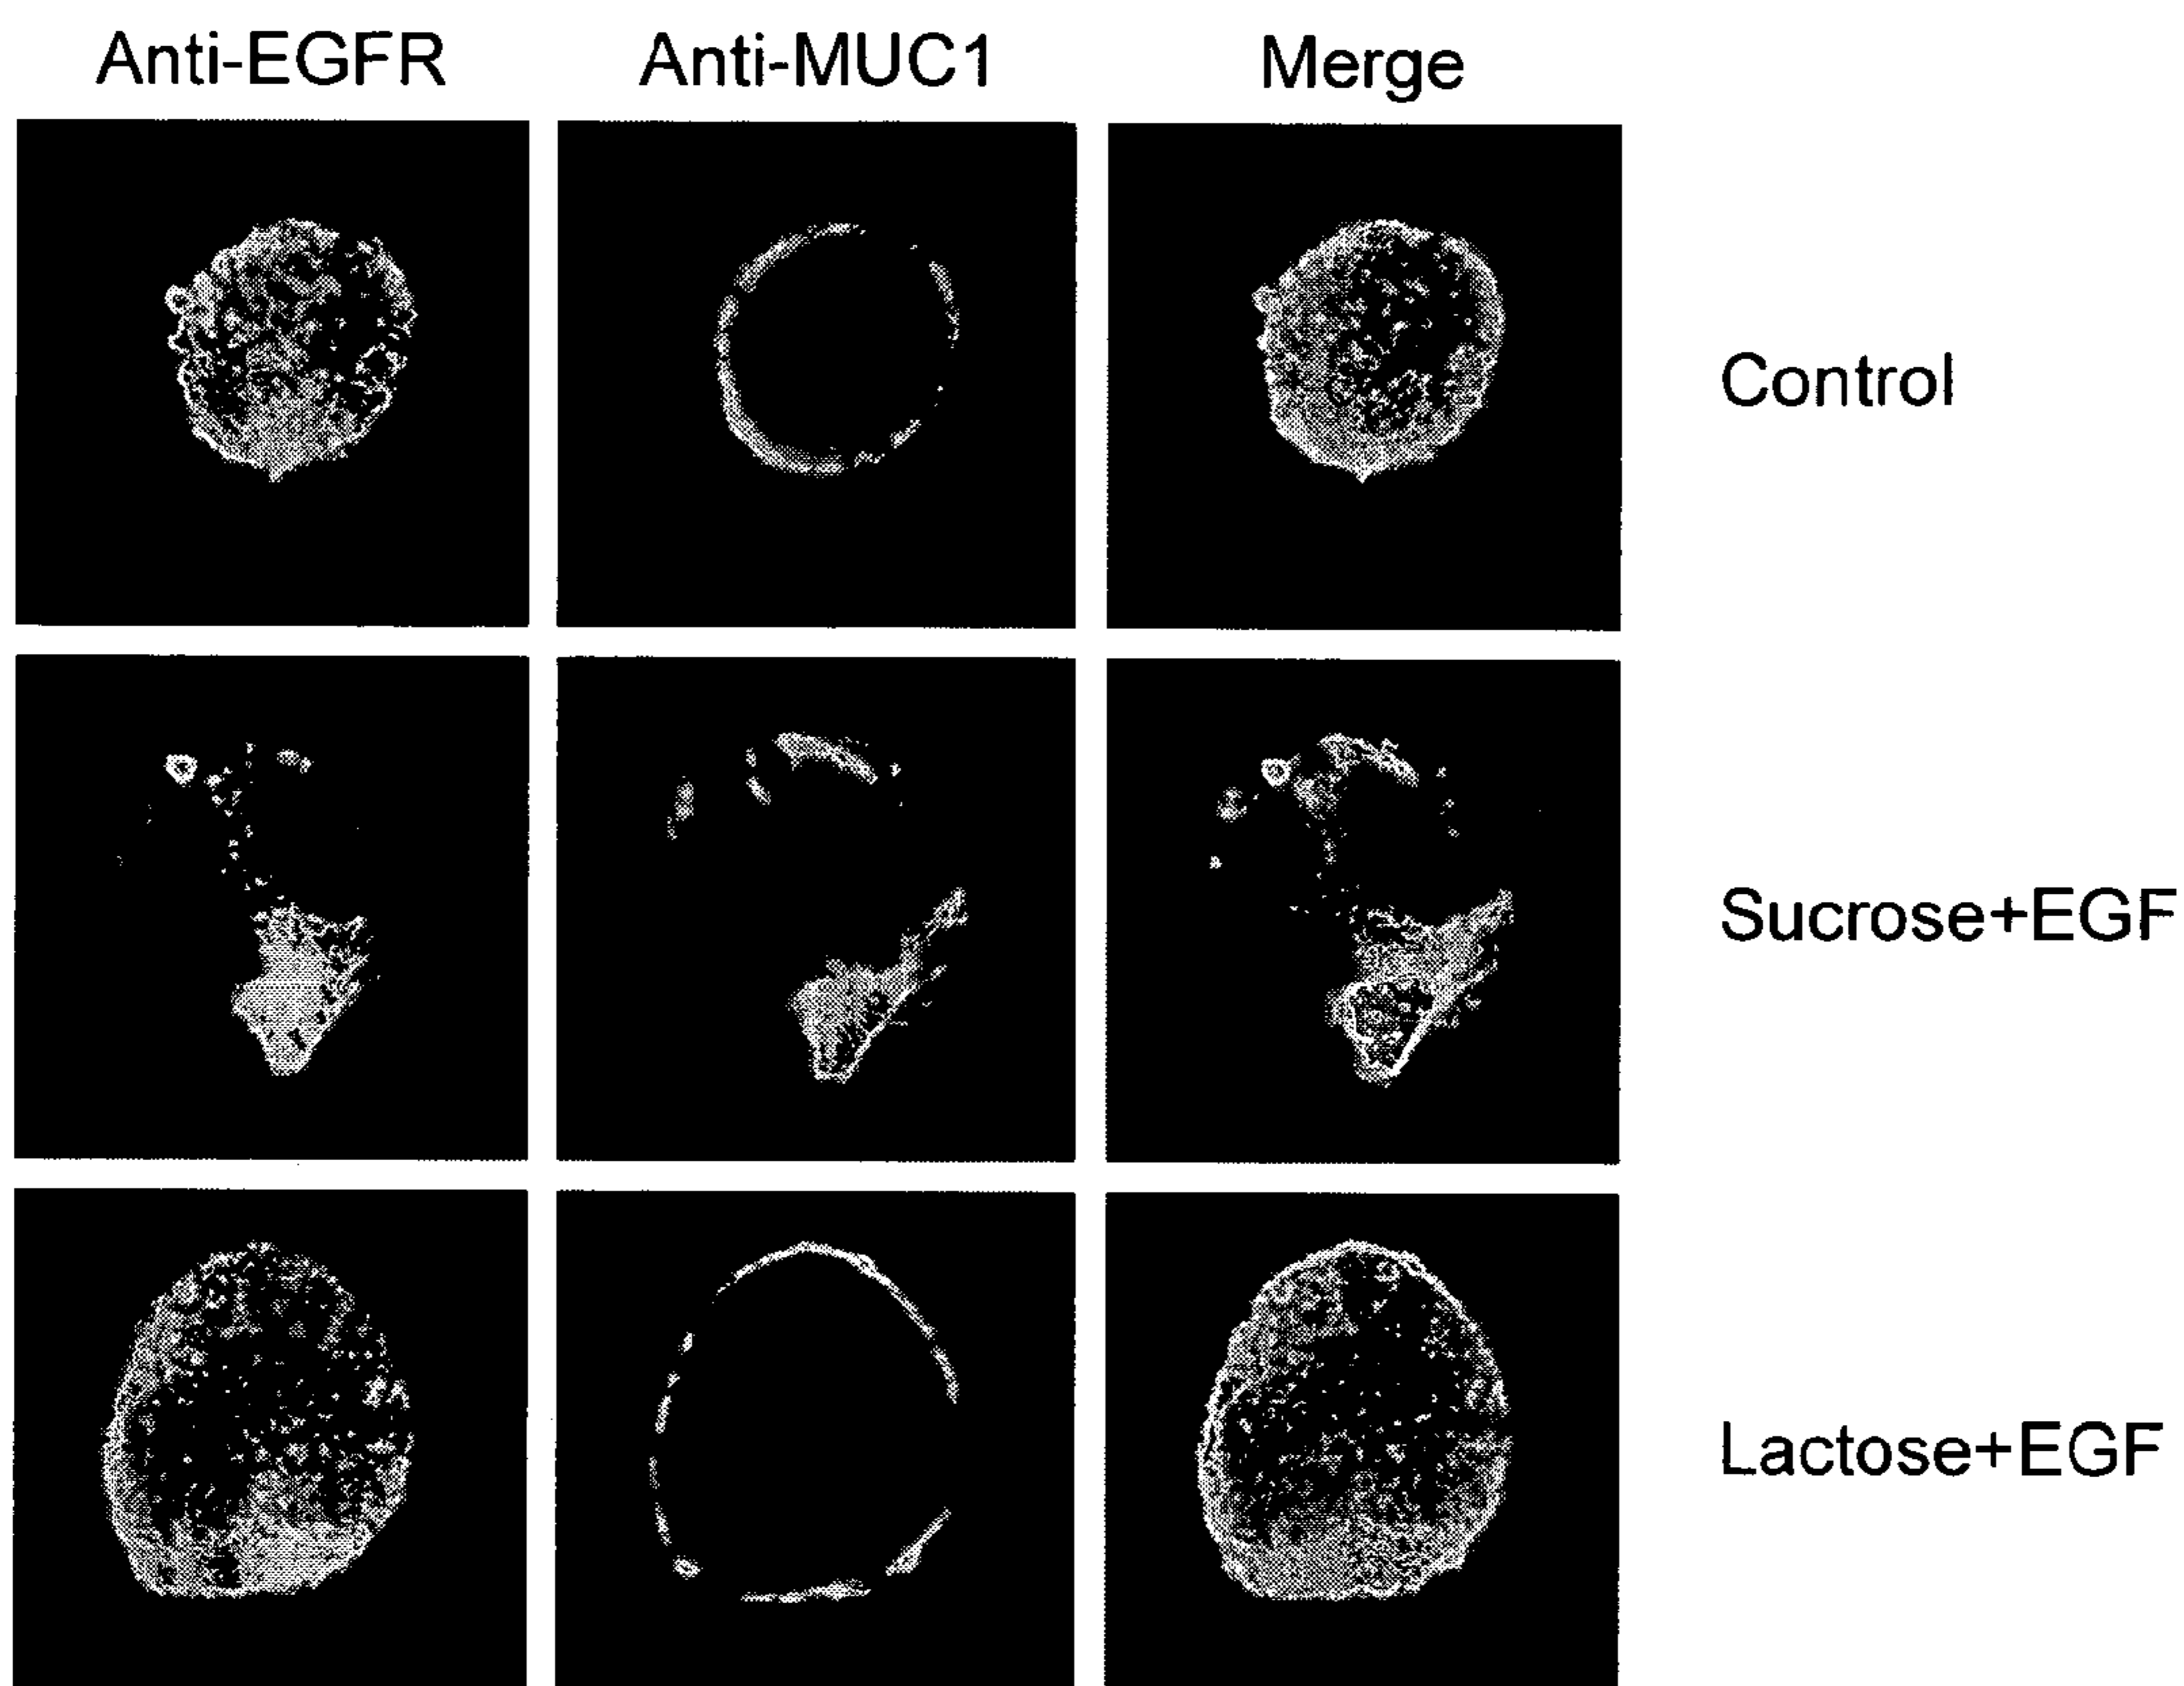 Anti-EGFR Anti-MUC1 Merge
Control
Sucrose+EGF
Lactose+EGF